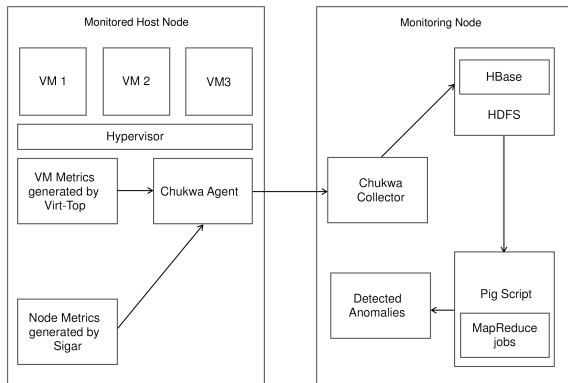 Monitored Host Node
VM 1
VM 2
VM3
Hypervisor
VM Metrics
generated by
Virt-Top
Chukwa Agent
Node Metrics
generated by
Sigar
Monitoring Node
HBase
HDFS
Chukwa
Collector
Detected
Anomalies
Pig Script
MapReduce
jobs